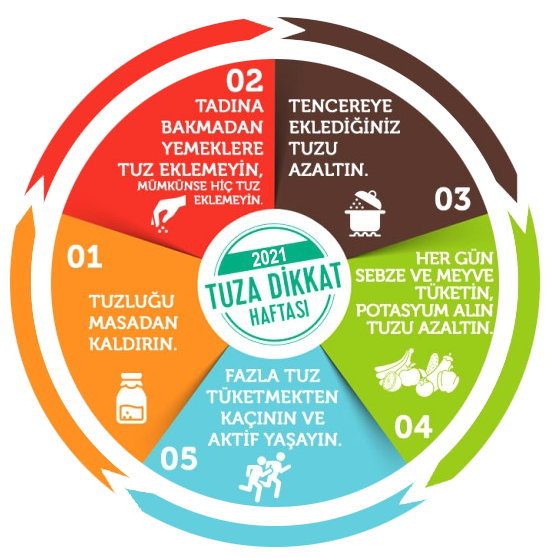 01
TUZLUĞU
MASADAN
KALDIRIN.
02
TADINA
BAKMADAN
YEMEKLERE
TUZ EKLEMEYİN,
MÜMKÜNSE HİÇ TUZ
EKLEMEYİN.
TENCEREYE
EKLEDİĞİNİZ
TUZU
AZALTIN.
03
HER GÜN
SEBZE VE MEYVE
TÜKETİN,
POTASYUM ALIN
TUZU AZALTIN.
04
FAZLA TUZ
TÜKETMEKTEN
KAÇININ VE
AKTİF YAŞAYIN.
05
2021
TUZA DİKKAT
HAFTASI